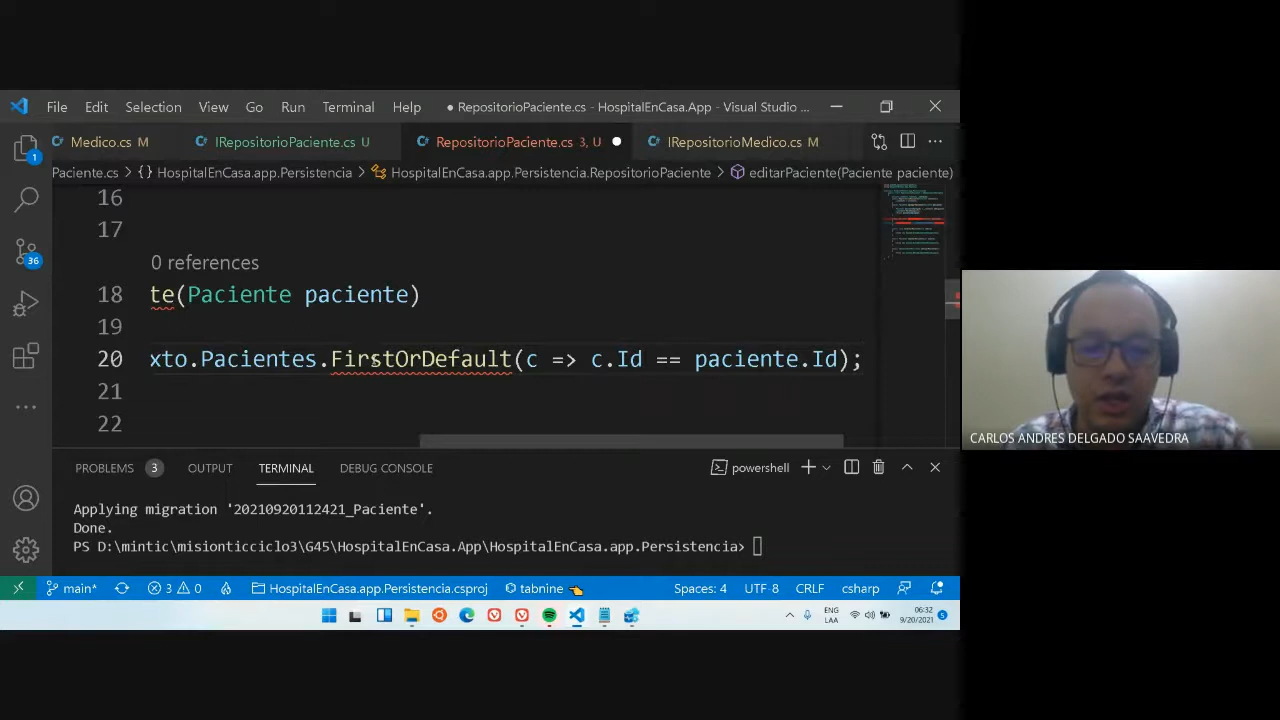 File Edit Selection View Go Run Terminal Help ● RepositorioPaciente.cs - HospitalEnCasa.App - Visual Studio ...
Medico.cs M IRepositorioPaciente.cs U RepositorioPaciente.cs 3, U IRepositorioMedico.cs M
Paciente.cs > {} HospitalEnCasa.app.Persistencia > HospitalEnCasa.app.Persistencia.RepositorioPaciente > editarPaciente(Paciente paciente)
16
17
0 references
18 te(Paciente paciente)
19
20 xto.Pacientes.FirstOrDefault(c => c.Id == paciente.Id);
21
22
1
36
PROBLEMS 3 OUTPUT TERMINAL DEBUG CONSOLE powershell
Applying migration '20210920112421_Paciente'.
Done.
PS D:\mintic\misionticciclo3\G45\HospitalEnCasa.App\HospitalEnCasa.app.Persistencia>
main* 3 0 HospitalEnCasa.app.Persistencia.csproj tabnine Spaces: 4 UTF-8 CRLF csharp
ENG
LAA
06:32
9/20/2021
5
CARLOS ANDRES DELGADO SAAVEDRA